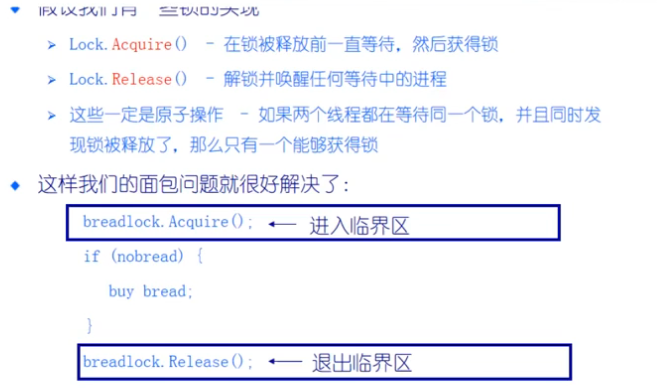 假设我们有一些锁的实现
Lock.Acquire() - 在锁被释放前一直等待，然后获得锁
Lock.Release() - 解锁并唤醒任何等待中的进程
这些一定是原子操作 - 如果两个线程都在等待同一个锁，并且同时发
现锁被释放了，那么只有一个能够获得锁
这样我们的面包问题就很好解决了：
breadlock.Acquire(); ← 进入临界区
if (nobread) {
buy bread;
}
breadlock.Release(); ← 退出临界区